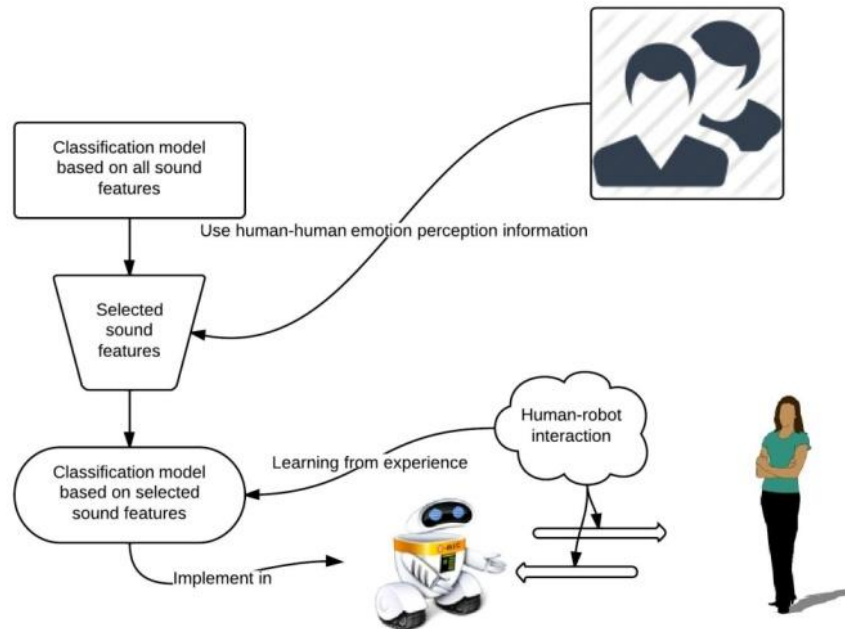 Classification model
based on all sound
features
Use human-human emotion perception information
Selected
sound
features
Human-robot
interaction
Learning from experience
Classification model
based on selected
sound features
Implement in